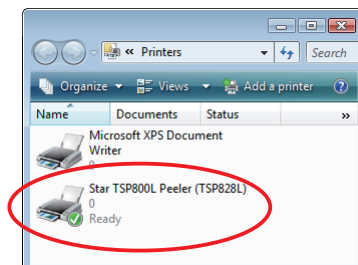 « Printers
Search
Organize Views Add a printer ?
Name Documents Status »
Microsoft XPS Document
Writer
0
Star TSP800L Peeler (TSP828L)
0
Ready